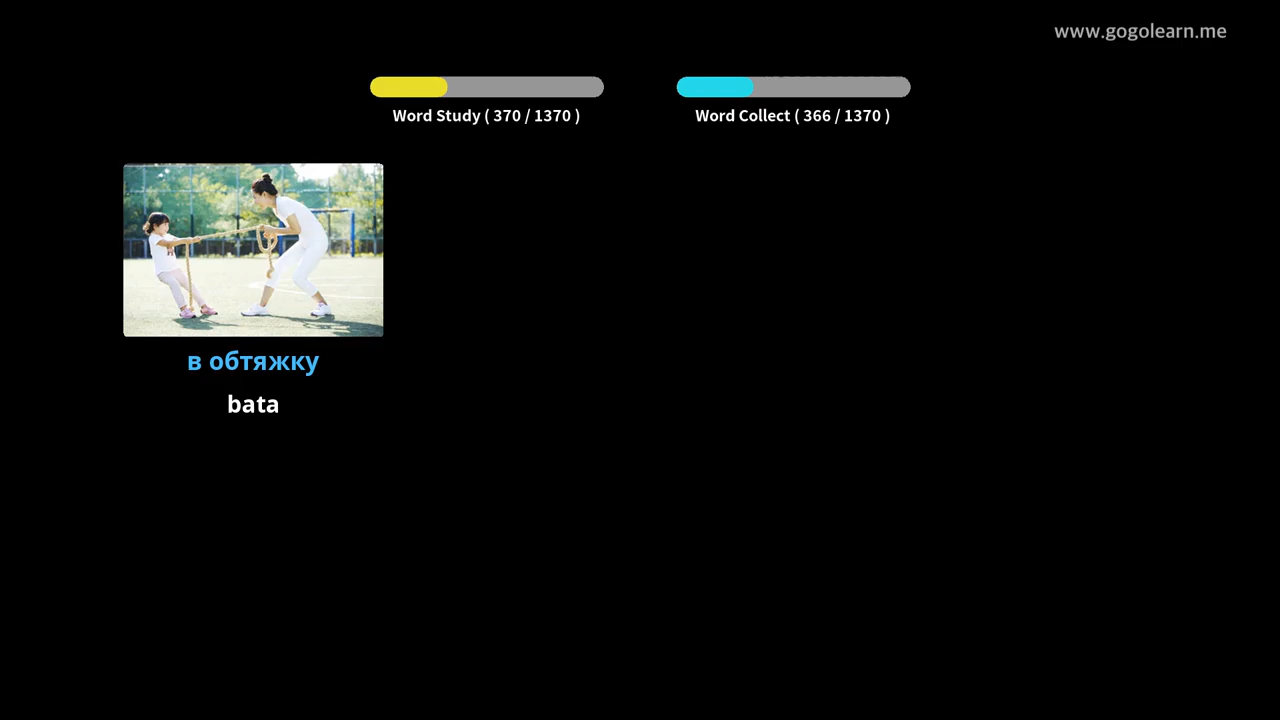 www.gogolearn.me
Word Study ( 370 / 1370 )
Word Collect ( 366 / 1370 )
в обтяжку
bata